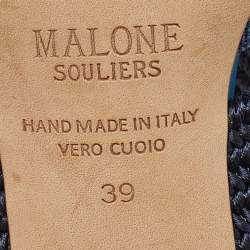 MALONE
SOULIERS
HAND MADE IN ITALY
VERO CUOIO
39